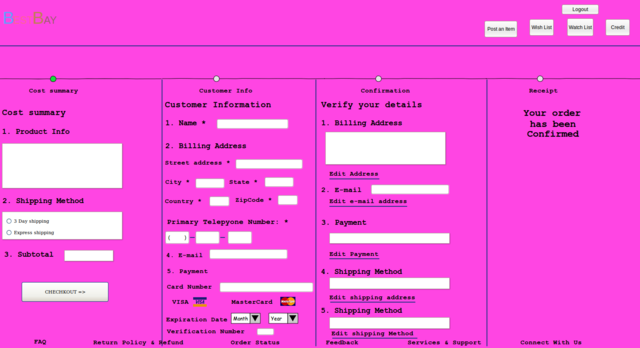 BestBay
Logout
Post an Item
Wish List
Watch List
Credit
Cost summary
Customer Info
Confirmation
Receipt
Cost summary
1. Product Info
2. Shipping Method
3 Day shipping
Express shipping
3. Subtotal
CHECHKOUT =>
Customer Information
1. Name *
2. Billing Address
Street address *
City *
State *
Country *
ZipCode *
Primary Telepyone Number: *
( )
4. E-mail
5. Payment
Card Number
VISA
MasterCard
Expiration Date
Month
Year
Verification Number
Verify your details
1. Billing Address
Edit Address
2. E-mail
Edit e-mail address
3. Payment
Edit Payment
4. Shipping Method
Edit shipping address
5. Shipping Method
Edit shipping Method
Your order
has been
Confirmed
FAQ
Return Policy & Refund
Order Status
Feedback
Services & Support
Connect With Us